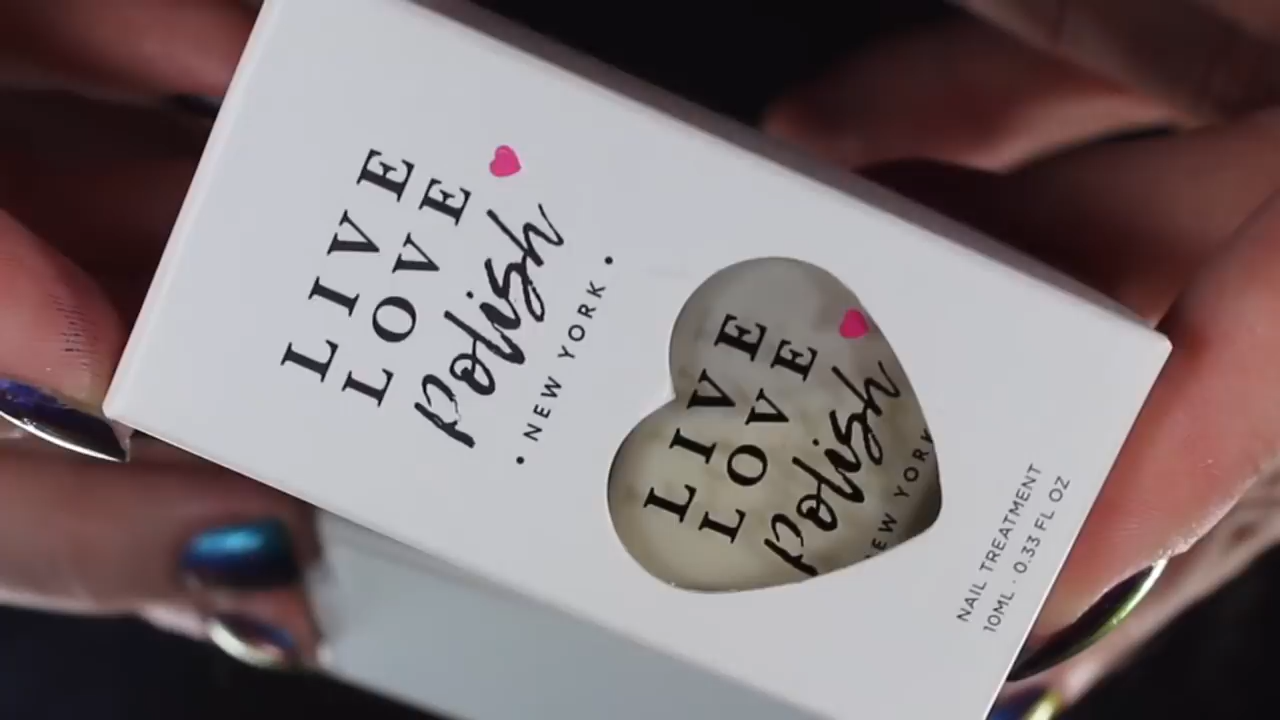 LIVE
LOVE
polish
• NEW YORK •
LIVE
LOVE
polish
NEW YORK
NAIL TREATMENT
10ML · 0.33 FL OZ